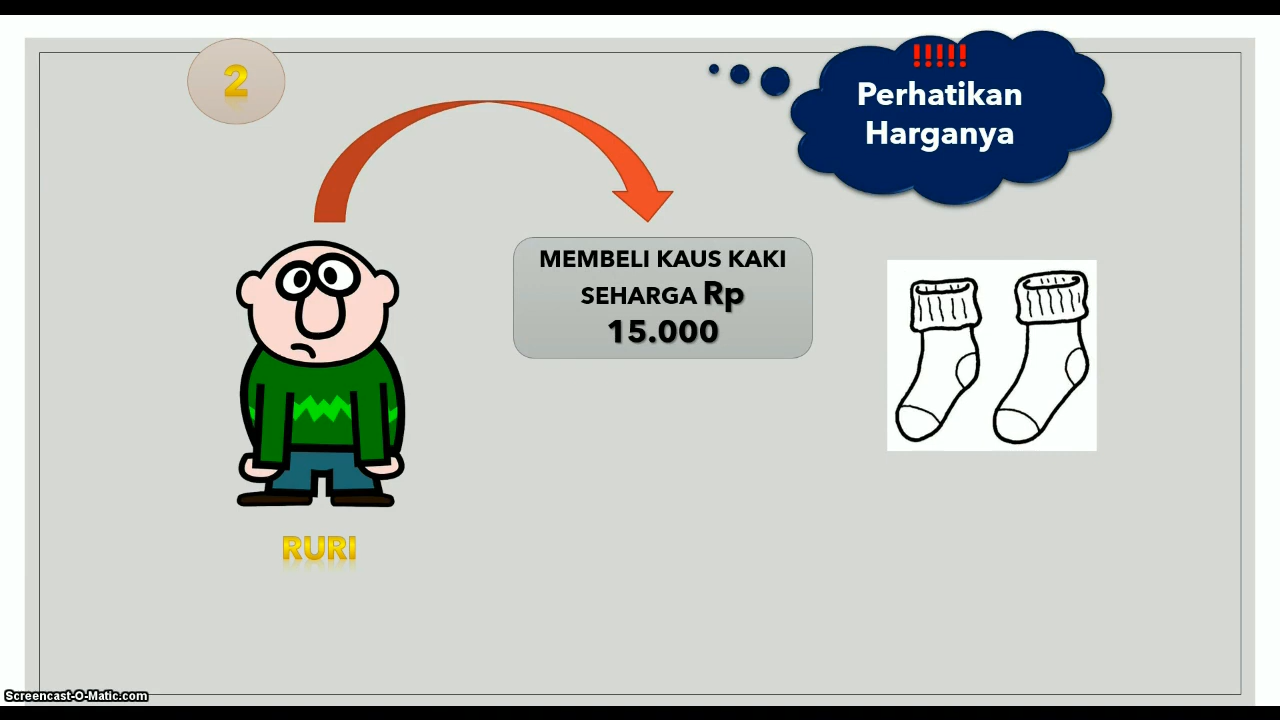 2
!!!!!
Perhatikan
Harganya
MEMBELI KAUS KAKI
SEHARGA Rp
15.000
RURI
Screencast-O-Matic.com